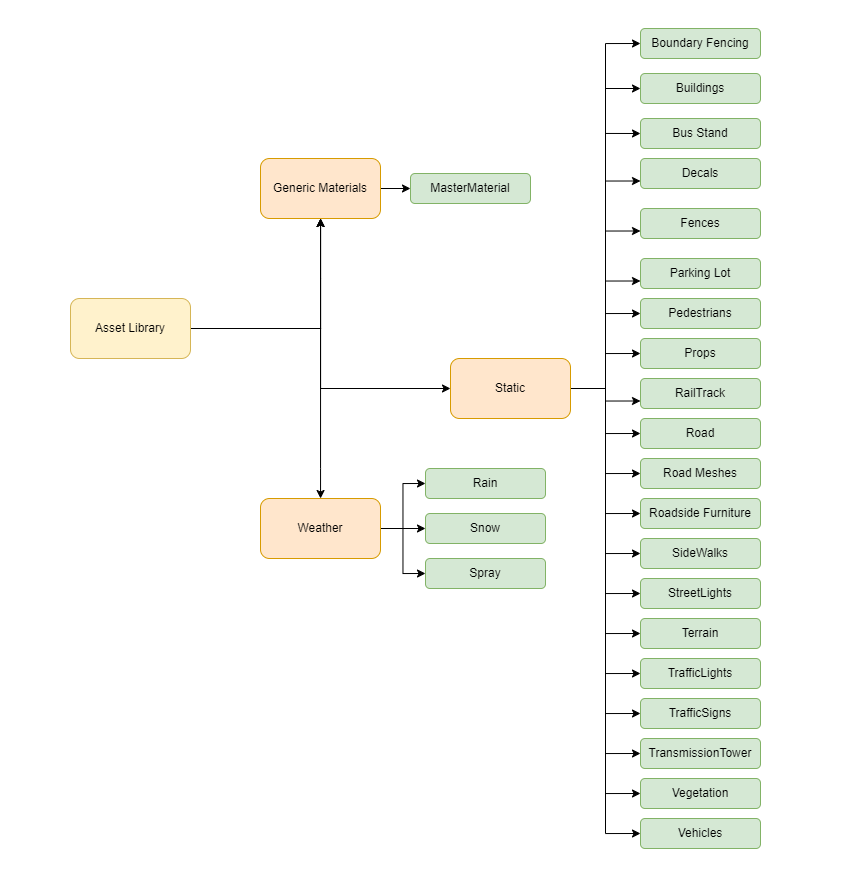 Asset Library
Generic Materials
MasterMaterial
Static
Weather
Rain
Snow
Spray
Boundary Fencing
Buildings
Bus Stand
Decals
Fences
Parking Lot
Pedestrians
Props
RailTrack
Road
Road Meshes
Roadside Furniture
SideWalks
StreetLights
Terrain
TrafficLights
TrafficSigns
TransmissionTower
Vegetation
Vehicles